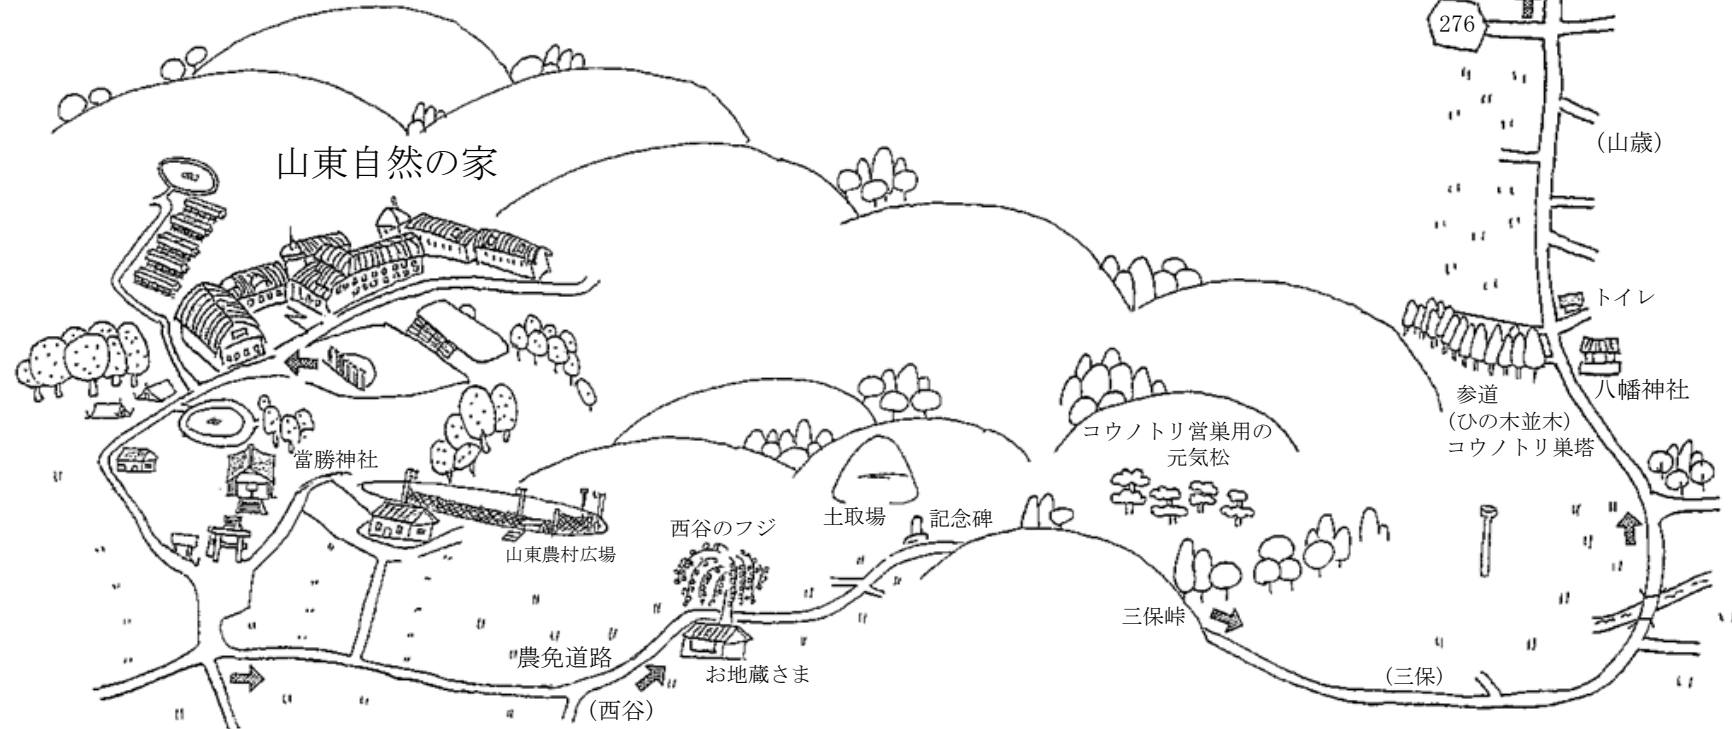 276
(山歳)
山東自然の家
トイレ
八幡神社
参道
(ひの木並木)
コウノトリ巣塔
コウノトリ営巣用の
元気松
當勝神社
土取場
記念碑
西谷のフジ
山東農村広場
三保峠
農免道路
お地蔵さま
(三保)
(西谷)